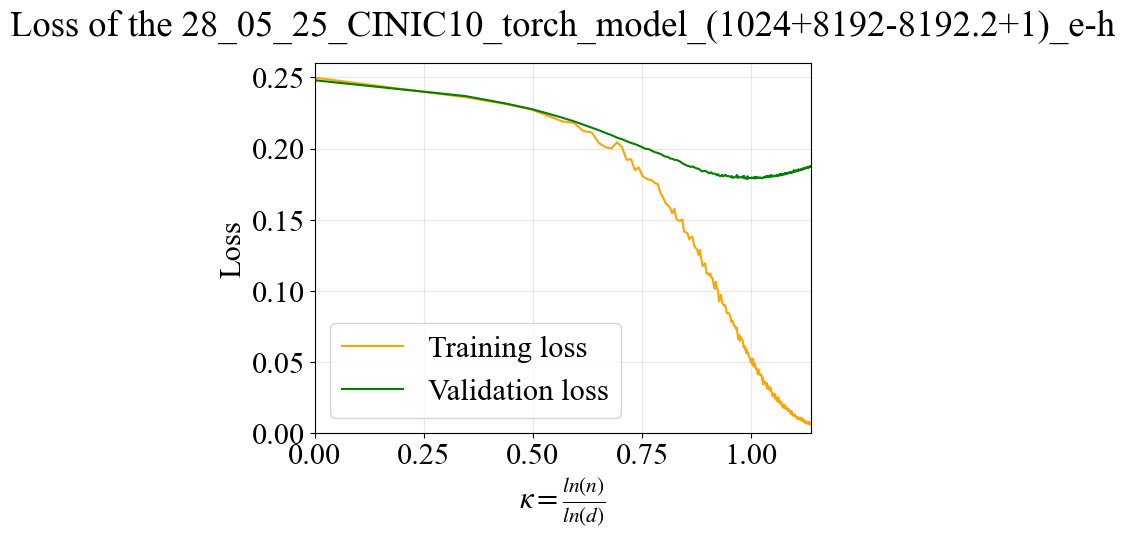 Loss of the 28_05_25_CINIC10_torch_model_(1024+8192-8192.2+1)_e-h
0.25
0.20
0.15
0.10
0.05
0.00
Loss
Training loss
Validation loss
0.00 0.25 0.50 0.75 1.00
κ = ln(n)/ln(d)